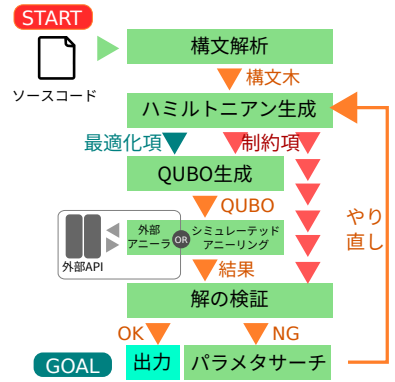 START
構文解析
ソースコード
構文木
ハミルトニアン生成
最適化項
制約項
QUBO生成
QUBO
やり
直し
外部
アニーラ
OR
シミュレーテッド
アニーリング
外部API
結果
解の検証
OK
NG
GOAL
出力
パラメタサーチ